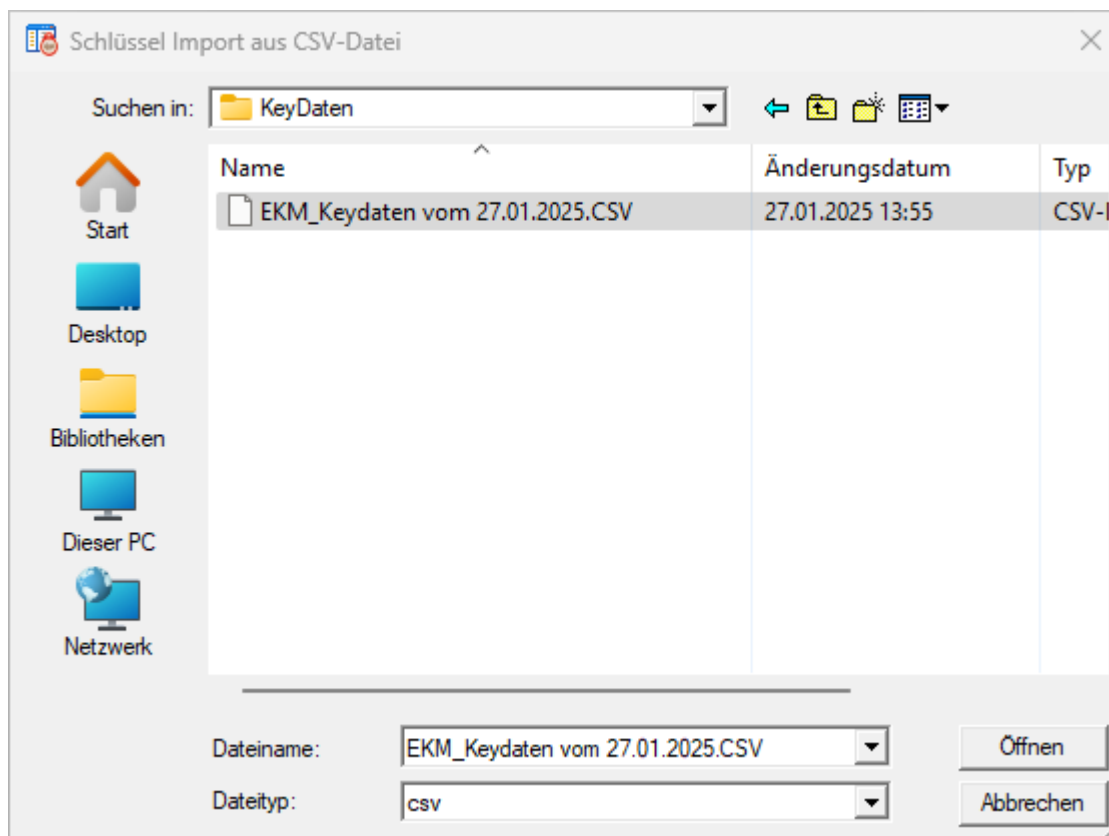 Schlüssel Import aus CSV-Datei
Suchen in: KeyDaten
Name Änderungsdatum Typ
EKM_Keydaten vom 27.01.2025.CSV 27.01.2025 13:55 CSV-
Start
Desktop
Bibliotheken
Dieser PC
Netzwerk
Dateiname: EKM_Keydaten vom 27.01.2025.CSV Öffnen
Dateityp: csv Abbrechen